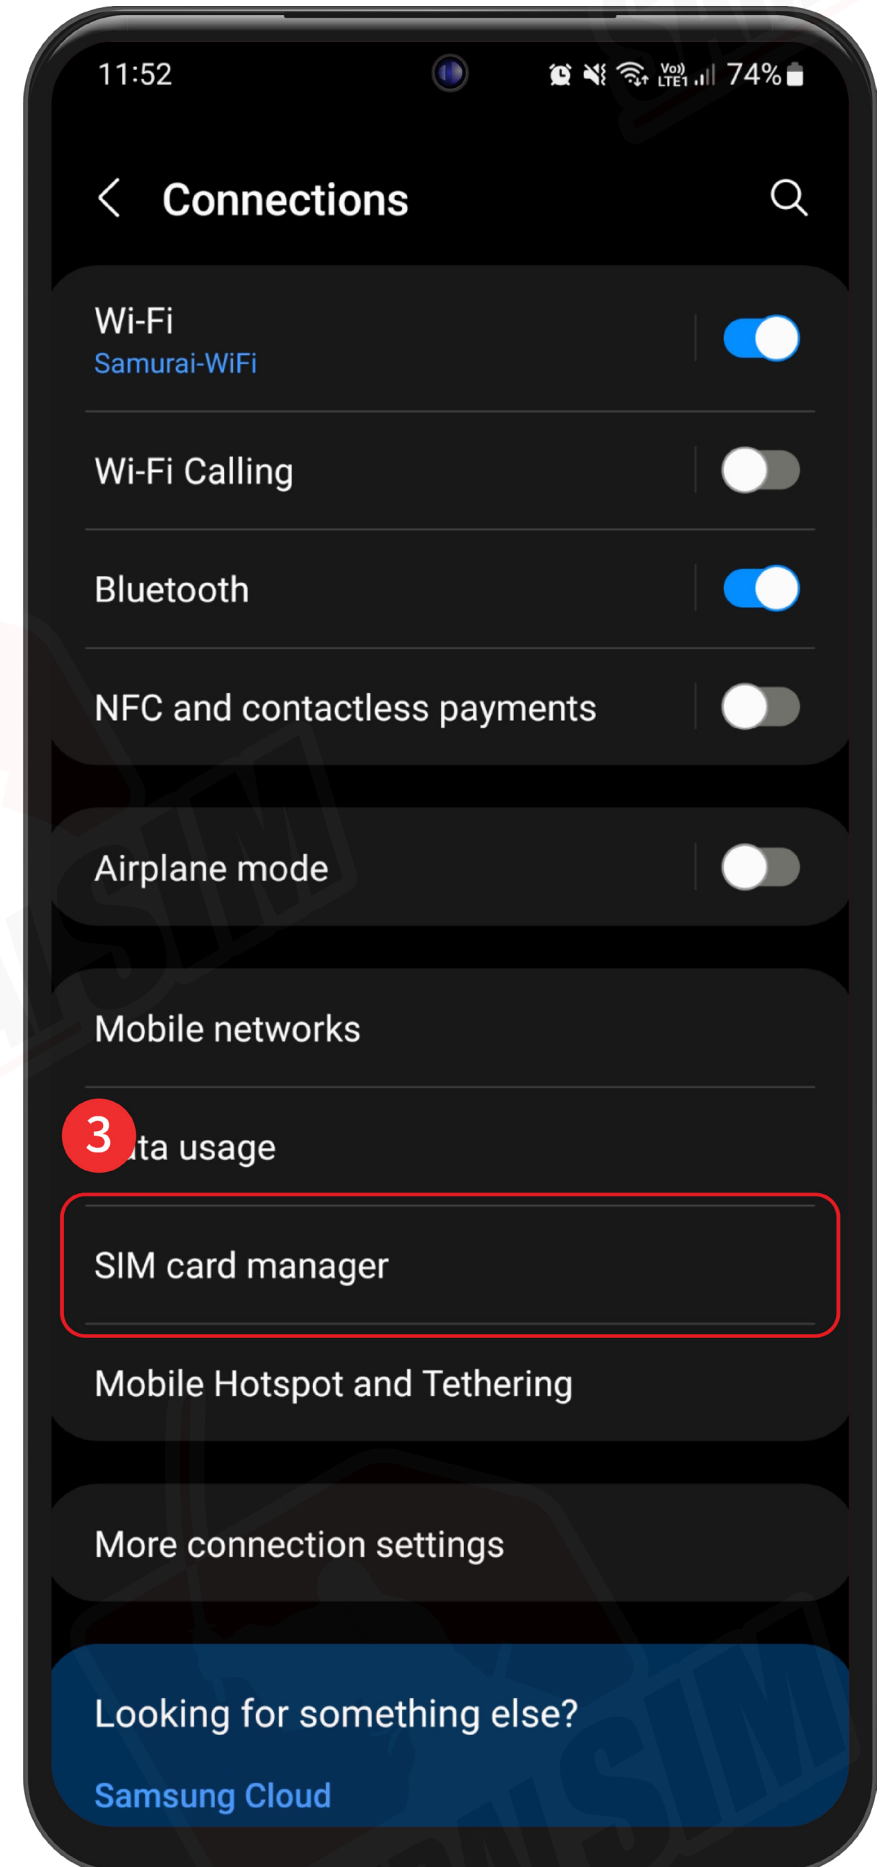 11:52
Vo)) LTE1 74%
Connections
Wi-Fi
Samurai-WiFi
Wi-Fi Calling
Bluetooth
NFC and contactless payments
Airplane mode
Mobile networks
3
ta usage
SIM card manager
Mobile Hotspot and Tethering
More connection settings
Looking for something else?
Samsung Cloud